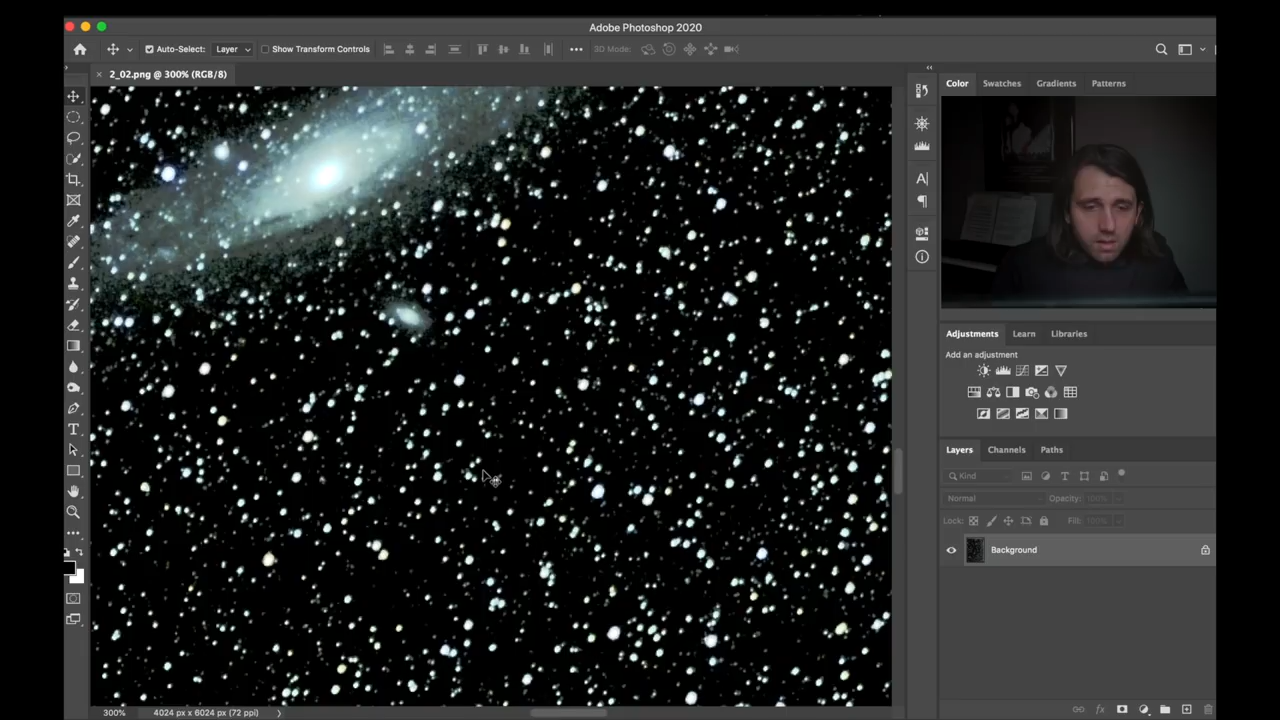 Adobe Photoshop 2020
Auto-Select: Layer Show Transform Controls 3D Mode:
2_02.png @ 300% (RGB/8)
Color Swatches Gradients Patterns
Adjustments Learn Libraries
Add an adjustment
Layers Channels Paths
Kind
Normal Opacity: 100%
Lock: Fill: 100%
Background
300% 4024 px x 6024 px (72 ppi)